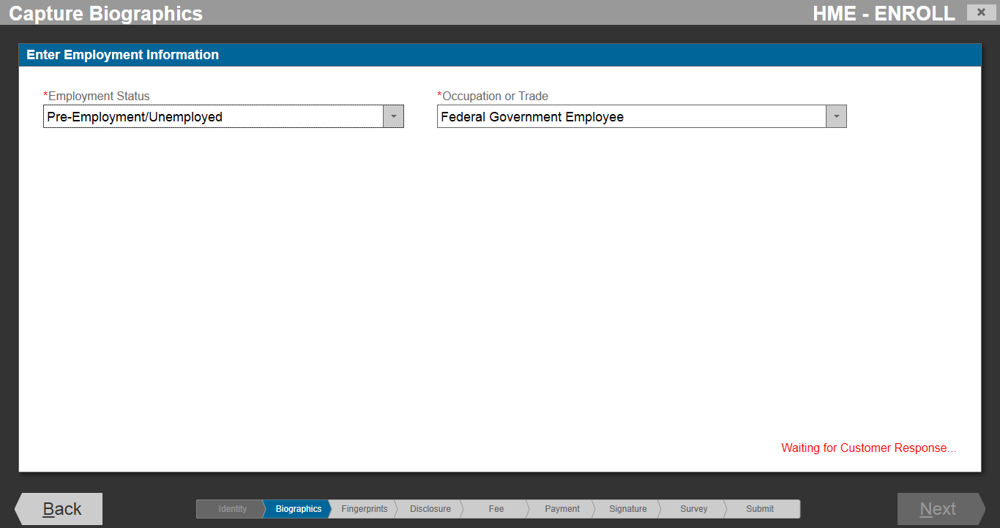 Capture Biographics
HME - ENROLL
Enter Employment Information
*Employment Status
*Occupation or Trade
Pre-Employment/Unemployed
Federal Government Employee
Waiting for Customer Response...
Back
Identity
Biographics
Fingerprints
Disclosure
Fee
Payment
Signature
Survey
Submit
Next